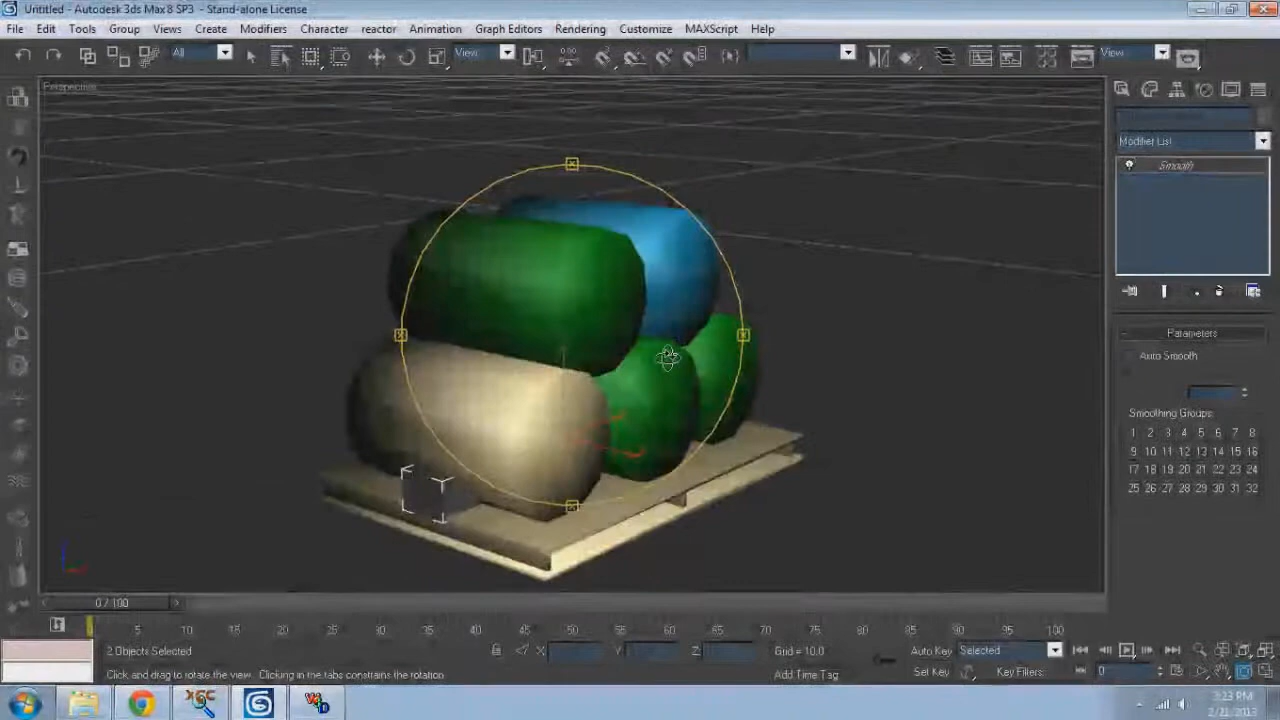 Untitled - Autodesk 3ds Max 8 SP3 - Stand-alone License
File Edit Tools Group Views Create Modifiers Character reactor Animation Graph Editors Rendering Customize MAXScript Help
All View View
Perspective
Modifier List
Smooth
Parameters
Auto Smooth
Smoothing Groups:
1 2 3 4 5 6 7 8
9 10 11 12 13 14 15 16
17 18 19 20 21 22 23 24
25 26 27 28 29 30 31 32
0 / 100
5 10 15 20 25 30 35 40 45 50 55 60 65 70 75 80 85 90 95 100
2 Objects Selected X Y Z: Grid = 10.0 Auto Key Selected
Click and drag to rotate the view. Clicking in the tabs constrains the rotation Add Time Tag Set Key Key Filters... 0
3:23 PM
2/21/2013